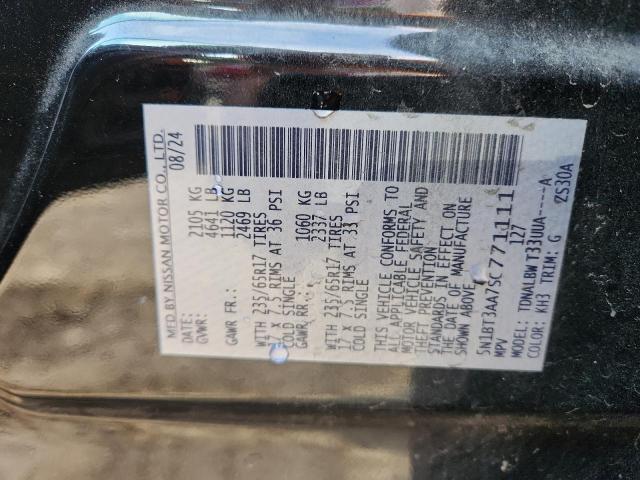 MFD BY NISSAN MOTOR CO., LTD.
DATE: 08/24
GVWR: 2105 KG
4641 LB
GAWR FR.: 1120 KG
2469 LB
WITH 235/65R17 TIRES
17 X 7.5 RIMS AT 36 PSI
COLD SINGLE
GAWR RR.: 1060 KG
2337 LB
WITH 235/65R17 TIRES
17 X 7.5 RIMS AT 33 PSI
COLD SINGLE
THIS VEHICLE CONFORMS TO
ALL APPLICABLE FEDERAL
MOTOR VEHICLE SAFETY AND
THEFT PREVENTION
STANDARDS IN EFFECT ON
THE DATE OF MANUFACTURE
SHOWN ABOVE.
5N1BT3AA7SC771111
MPV 127
MODEL: TDNALBWT33UUA----A
COLOR: KH3 TRIM: G ZS30A